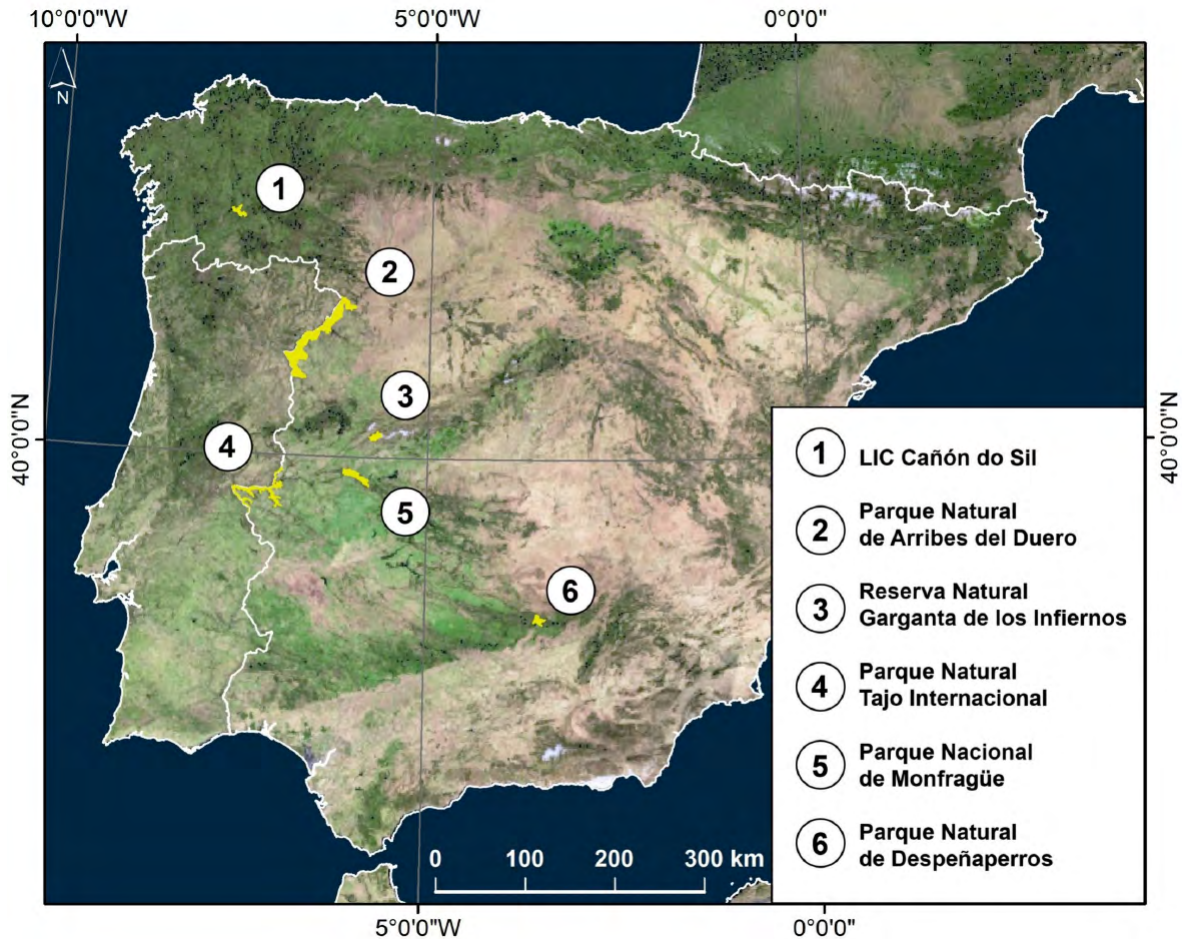 10°0'0"W
5°0'0"W
0°0'0"
N
1
2
3
4
5
6
40°0'0"N
40°0'0"N
1 LIC Cañón do Sil
2 Parque Natural
de Arribes del Duero
3 Reserva Natural
Garganta de los Infiernos
4 Parque Natural
Tajo Internacional
5 Parque Nacional
de Monfragüe
6 Parque Natural
de Despeñaperros
0 100 200 300 km
5°0'0"W
0°0'0"